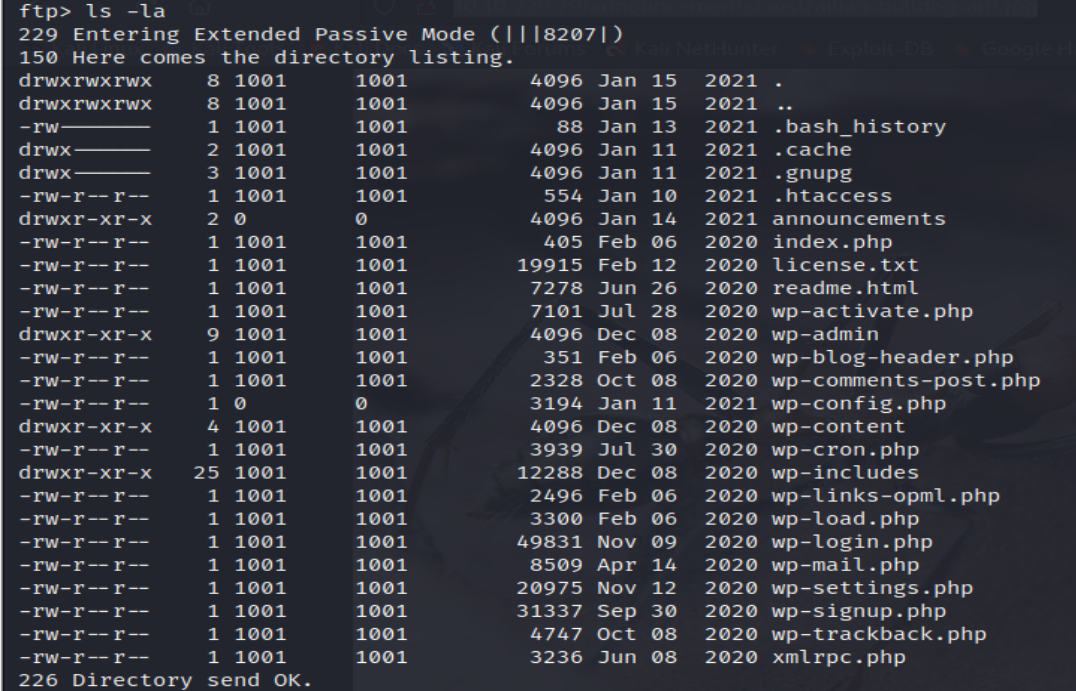 ftp> ls -la
229 Entering Extended Passive Mode (|||8207|)
150 Here comes the directory listing.
drwxrwxrwx 8 1001 1001 4096 Jan 15 2021 .
drwxrwxrwx 8 1001 1001 4096 Jan 15 2021 ..
-rw------- 1 1001 1001 88 Jan 13 2021 .bash_history
drwx------ 2 1001 1001 4096 Jan 11 2021 .cache
drwx------ 3 1001 1001 4096 Jan 11 2021 .gnupg
-rw-r--r-- 1 1001 1001 554 Jan 10 2021 .htaccess
drwxr-xr-x 2 0 0 4096 Jan 14 2021 announcements
-rw-r--r-- 1 1001 1001 405 Feb 06 2020 index.php
-rw-r--r-- 1 1001 1001 19915 Feb 12 2020 license.txt
-rw-r--r-- 1 1001 1001 7278 Jun 26 2020 readme.html
-rw-r--r-- 1 1001 1001 7101 Jul 28 2020 wp-activate.php
drwxr-xr-x 9 1001 1001 4096 Dec 08 2020 wp-admin
-rw-r--r-- 1 1001 1001 351 Feb 06 2020 wp-blog-header.php
-rw-r--r-- 1 1001 1001 2328 Oct 08 2020 wp-comments-post.php
-rw-r--r-- 1 0 0 3194 Jan 11 2021 wp-config.php
drwxr-xr-x 4 1001 1001 4096 Dec 08 2020 wp-content
-rw-r--r-- 1 1001 1001 3939 Jul 30 2020 wp-cron.php
drwxr-xr-x 25 1001 1001 12288 Dec 08 2020 wp-includes
-rw-r--r-- 1 1001 1001 2496 Feb 06 2020 wp-links-opml.php
-rw-r--r-- 1 1001 1001 3300 Feb 06 2020 wp-load.php
-rw-r--r-- 1 1001 1001 49831 Nov 09 2020 wp-login.php
-rw-r--r-- 1 1001 1001 8509 Apr 14 2020 wp-mail.php
-rw-r--r-- 1 1001 1001 20975 Nov 12 2020 wp-settings.php
-rw-r--r-- 1 1001 1001 31337 Sep 30 2020 wp-signup.php
-rw-r--r-- 1 1001 1001 4747 Oct 08 2020 wp-trackback.php
-rw-r--r-- 1 1001 1001 3236 Jun 08 2020 xmlrpc.php
226 Directory send OK.